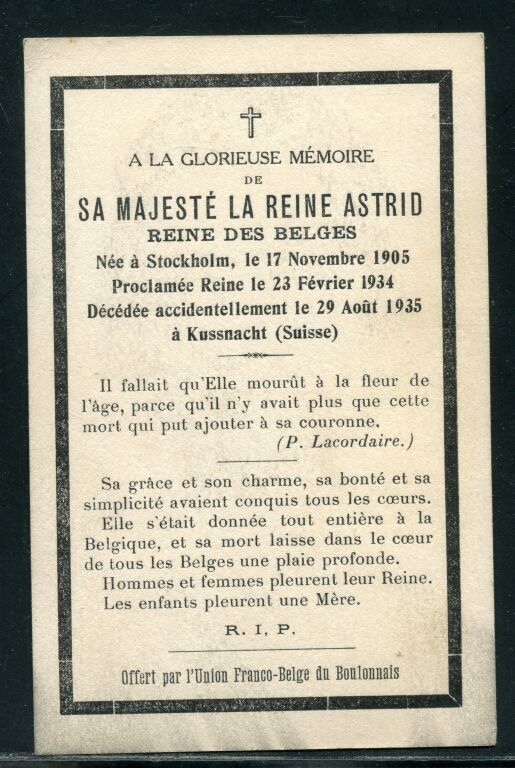 A LA GLORIEUSE MÉMOIRE
DE
SA MAJESTÉ LA REINE ASTRID
REINE DES BELGES
Née à Stockholm, le 17 Novembre 1905
Proclamée Reine le 23 Février 1934
Décédée accidentellement le 29 Août 1935
à Kussnacht (Suisse)
Il fallait qu'Elle mourût à la fleur de
l'âge, parce qu'il n'y avait plus que cette
mort qui put ajouter à sa couronne.
(P. Lacordaire.)
Sa grâce et son charme, sa bonté et sa
simplicité avaient conquis tous les cœurs.
Elle s'était donnée tout entière à la
Belgique, et sa mort laisse dans le cœur
de tous les Belges une plaie profonde.
Hommes et femmes pleurent leur Reine.
Les enfants pleurent une Mère.
R. I. P.
Offert par l'Union Franco-Belge du Boulonnais